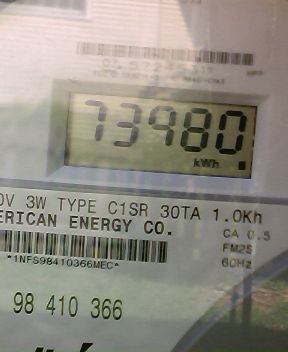 73980
kWh
0V 3W TYPE C1SR 30TA 1.0Kh
ERICAN ENERGY CO.
CA 0.5
FM2S
60Hz
*1NFS98410366MEC*
98 410 366